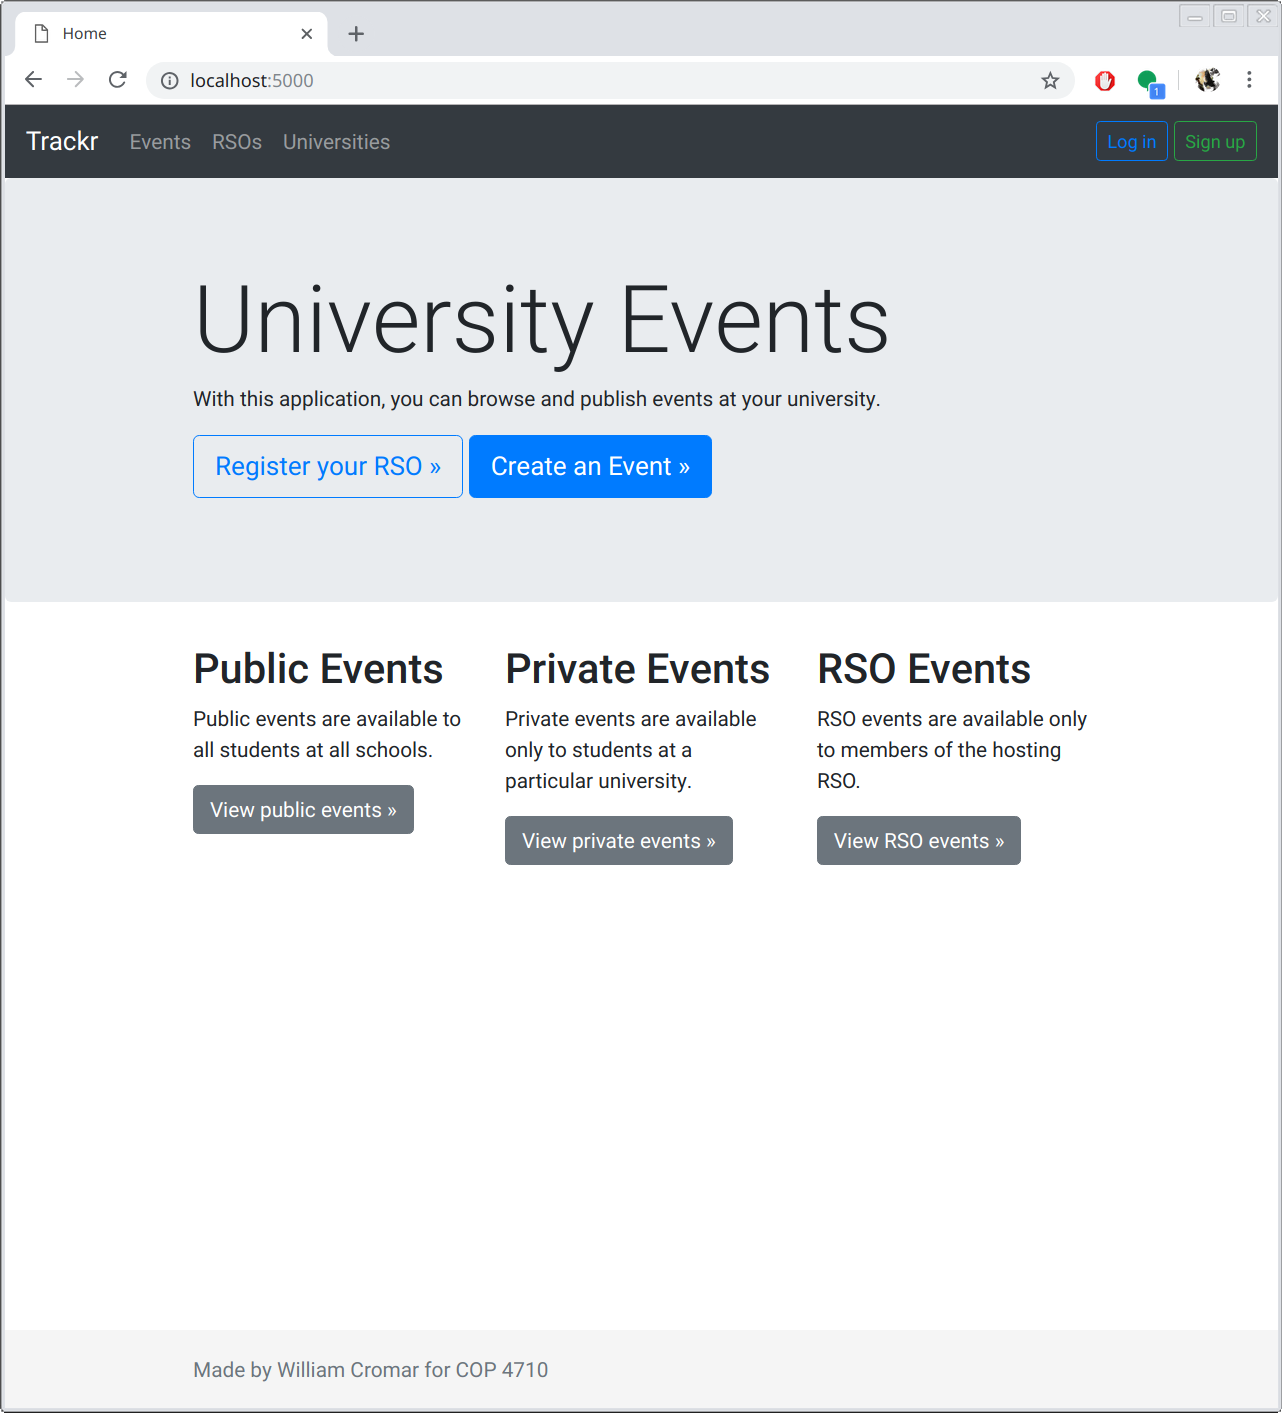 Home
localhost:5000
1
Trackr Events RSOs Universities Log in Sign up
University Events
With this application, you can browse and publish events at your university.
Register your RSO » Create an Event »
Public Events
Public events are available to
all students at all schools.
View public events »
Private Events
Private events are available
only to students at a
particular university.
View private events »
RSO Events
RSO events are available only
to members of the hosting
RSO.
View RSO events »
Made by William Cromar for COP 4710